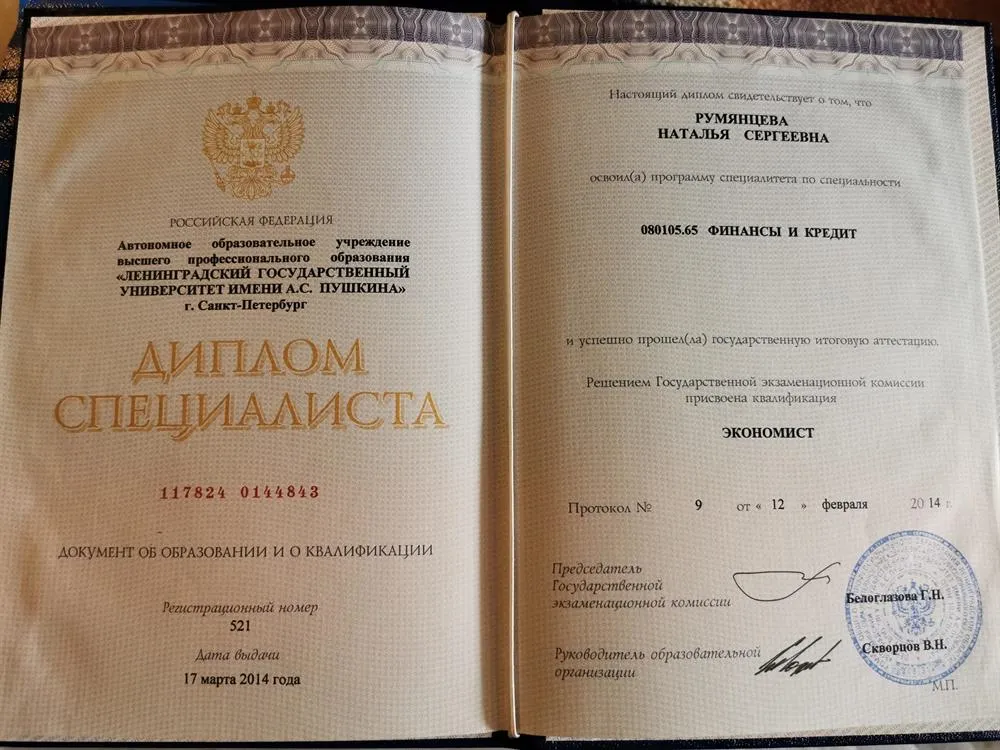 РОССИЙСКАЯ ФЕДЕРАЦИЯ
Автономное образовательное учреждение
высшего профессионального образования
«ЛЕНИНГРАДСКИЙ ГОСУДАРСТВЕННЫЙ
УНИВЕРСИТЕТ ИМЕНИ А.С. ПУШКИНА»
г. Санкт-Петербург
ДИПЛОМ
СПЕЦИАЛИСТА
117824 0144843
ДОКУМЕНТ ОБ ОБРАЗОВАНИИ И О КВАЛИФИКАЦИИ
Регистрационный номер
521
Дата выдачи
17 марта 2014 года
Настоящий диплом свидетельствует о том, что
РУМЯНЦЕВА
НАТАЛЬЯ СЕРГЕЕВНА
освоил(а) программу специалитета по специальности
080105.65 ФИНАНСЫ И КРЕДИТ
и успешно прошел(ла) государственную итоговую аттестацию.
Решением Государственной экзаменационной комиссии
присвоена квалификация
ЭКОНОМИСТ
Протокол № 9 от « 12 » февраля 2014 г.
Председатель
Государственной
экзаменационной комиссии
Белоглазова Г.Н.
Руководитель образовательной
организации
Скворцов В.Н.
М.П.